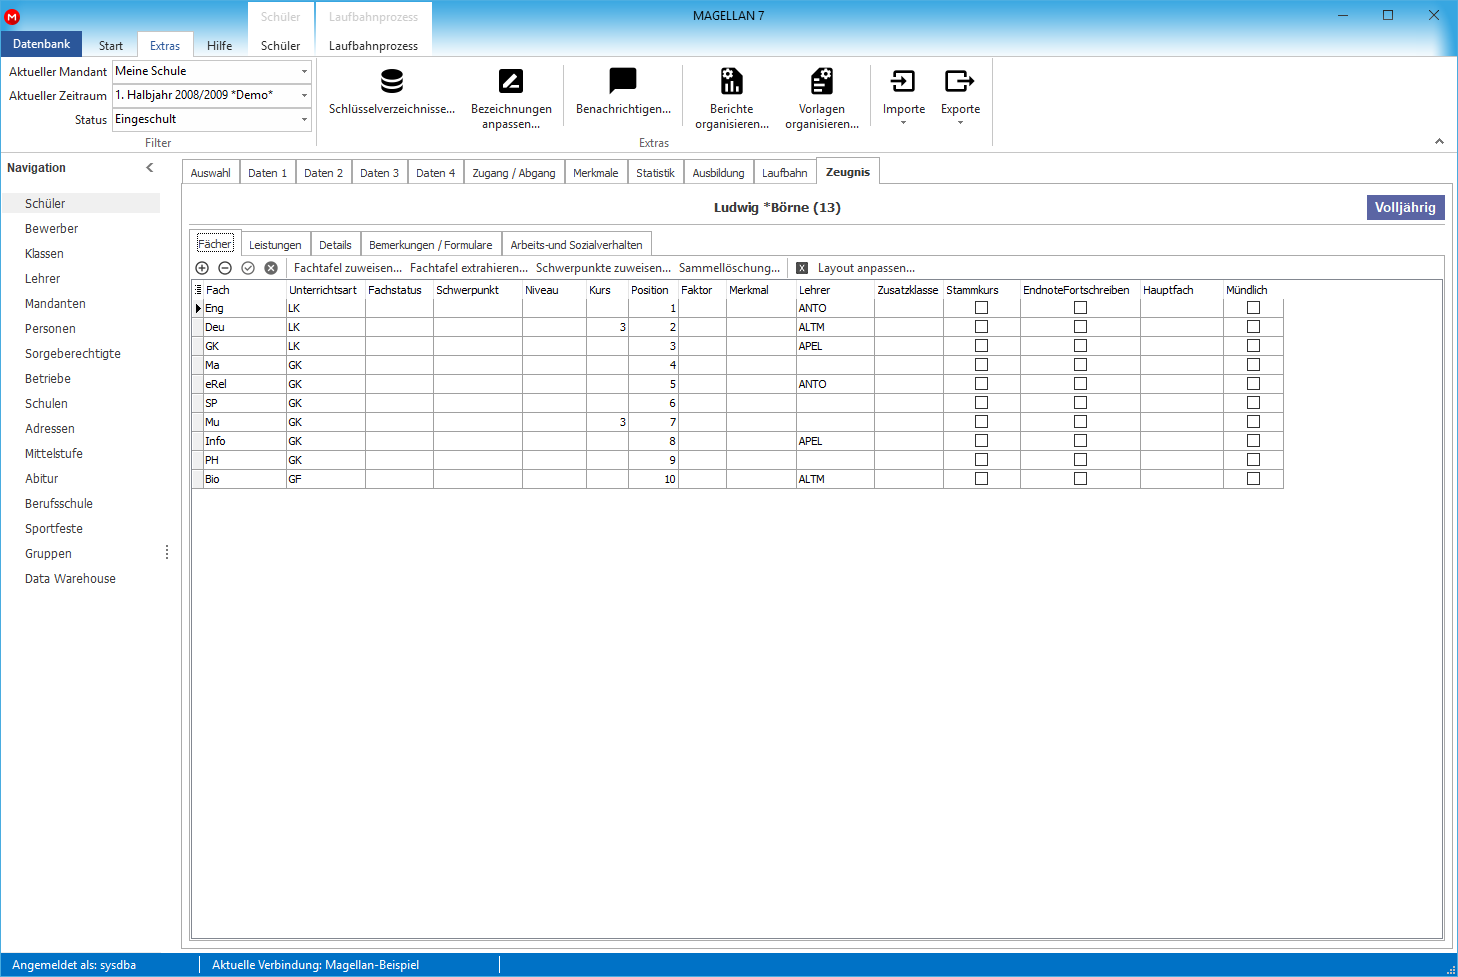 MAGELLAN 7
Schüler
Laufbahnprozess
Datenbank Start Extras Hilfe Schüler Laufbahnprozess
Aktueller Mandant Meine Schule
Aktueller Zeitraum 1. Halbjahr 2008/2009 *Demo*
Status Eingeschult
Filter
Schlüsselverzeichnisse...
Bezeichnungen
anpassen...
Benachrichtigen...
Berichte
organisieren...
Vorlagen
organisieren...
Importe
Exporte
Extras
Navigation
Schüler
Bewerber
Klassen
Lehrer
Mandanten
Personen
Sorgeberechtigte
Betriebe
Schulen
Adressen
Mittelstufe
Abitur
Berufsschule
Sportfeste
Gruppen
Data Warehouse
Auswahl Daten 1 Daten 2 Daten 3 Daten 4 Zugang / Abgang Merkmale Statistik Ausbildung Laufbahn Zeugnis
Ludwig *Börne (13)
Volljährig
Fächer Leistungen Details Bemerkungen / Formulare Arbeits-und Sozialverhalten
Fachtafel zuweisen... Fachtafel extrahieren... Schwerpunkte zuweisen... Sammellöschung... X Layout anpassen...
Fach Unterrichtsart Fachstatus Schwerpunkt Niveau Kurs Position Faktor Merkmal Lehrer Zusatzklasse Stammkurs EndnoteFortschreiben Hauptfach Mündlich
Eng LK 1 ANTO
Deu LK 3 2 ALTM
GK LK 3 APEL
Ma GK 4
eRel GK 5 ANTO
SP GK 6
Mu GK 3 7
Info GK 8 APEL
PH GK 9
Bio GF 10 ALTM
Angemeldet als: sysdba
Aktuelle Verbindung: Magellan-Beispiel